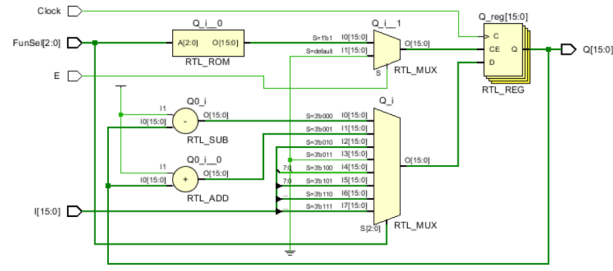 Clock
Q_reg[15:0]
Q_i__0
Q_i__1
FunSel[2:0]
A[2:0] O[15:0]
S=1'b1 I0[15:0]
S=default I1[15:0]
O[15:0]
S
C
CE Q
D
Q[15:0]
RTL_ROM
RTL_MUX
RTL_REG
E
Q0_i
Q_i
I1
I0[15:0]
-
O[15:0]
RTL_SUB
Q0_i__0
I1
I0[15:0]
+
O[15:0]
RTL_ADD
S=3'b000 I0[15:0]
S=3'b001 I1[15:0]
S=3'b010 I2[15:0]
S=3'b011 I3[15:0]
7:0 S=3'b100 I4[15:0]
7:0 S=3'b101 I5[15:0]
S=3'b110 I6[15:0]
S=3'b111 I7[15:0]
O[15:0]
I[15:0]
S[2:0]
RTL_MUX